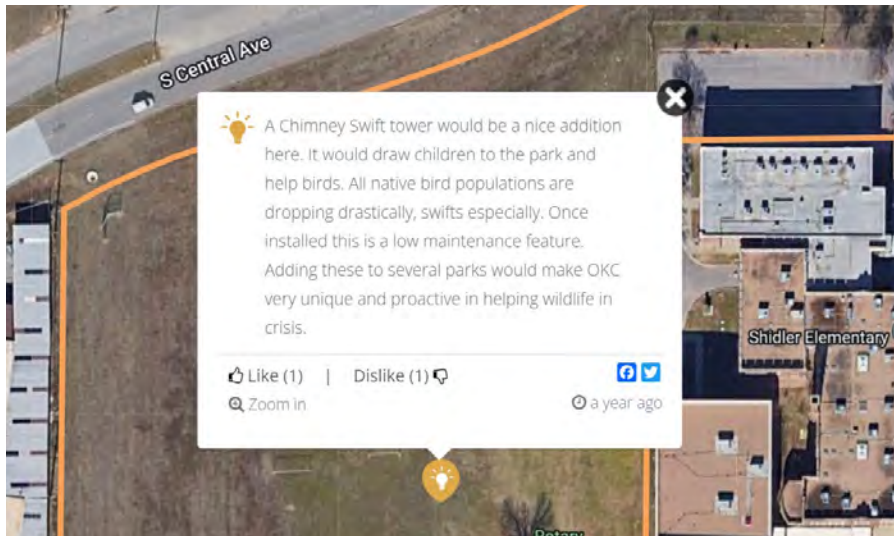 S Central Ave
A Chimney Swift tower would be a nice addition
here. It would draw children to the park and
help birds. All native bird populations are
dropping drastically, swifts especially. Once
installed this is a low maintenance feature.
Adding these to several parks would make OKC
very unique and proactive in helping wildlife in
crisis.
Shidler Elementary
Like (1) | Dislike (1)
Zoom in a year ago
Rotary